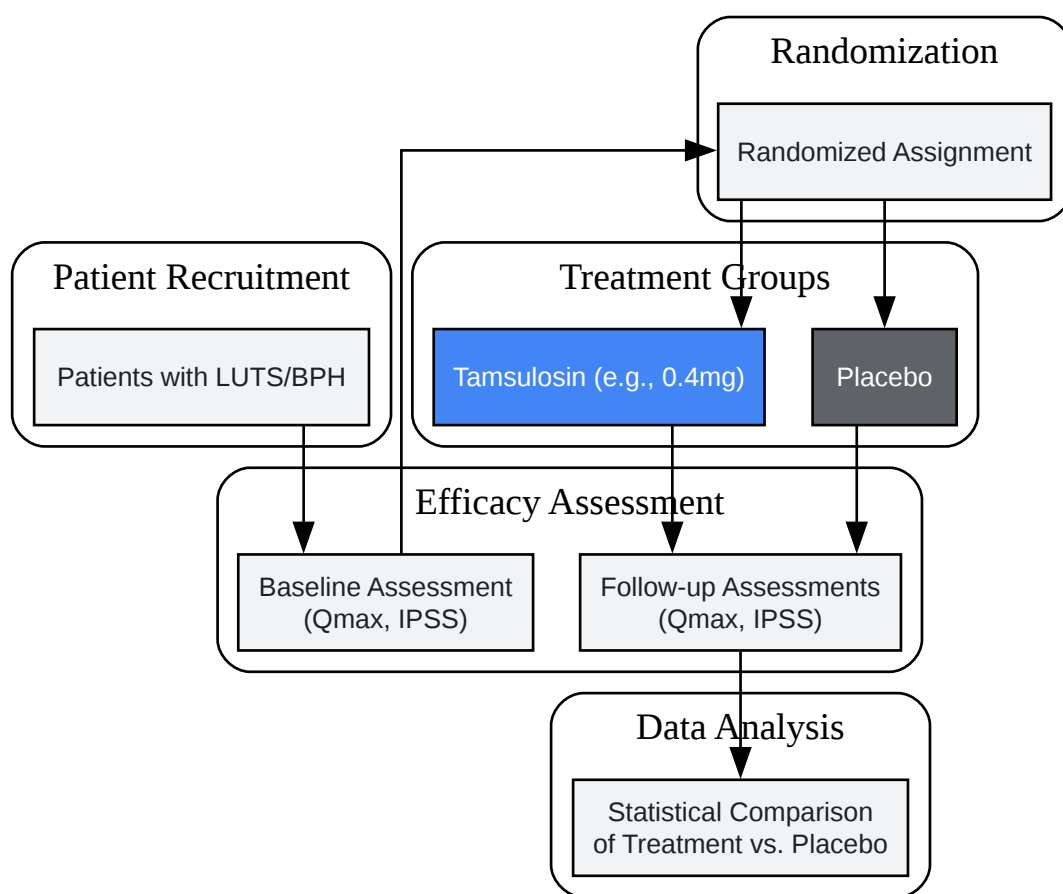 Randomization
Randomized Assignment
Patient Recruitment
Patients with LUTS/BPH
Treatment Groups
Tamsulosin (e.g., 0.4mg)
Placebo
Efficacy Assessment
Baseline Assessment
(Qmax, IPSS)
Follow-up Assessments
(Qmax, IPSS)
Data Analysis
Statistical Comparison
of Treatment vs. Placebo